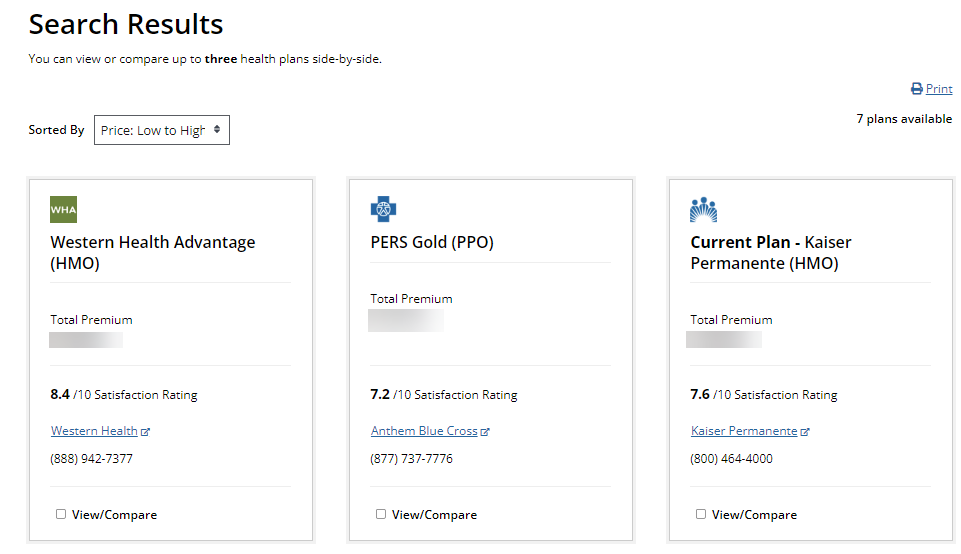 Search Results
You can view or compare up to three health plans side-by-side.
Print
7 plans available
Sorted By
Price: Low to High
WHA
Western Health Advantage
(HMO)
Total Premium
8.4 /10 Satisfaction Rating
Western Health
(888) 942-7377
View/Compare
PERS Gold (PPO)
Total Premium
7.2 /10 Satisfaction Rating
Anthem Blue Cross
(877) 737-7776
View/Compare
Current Plan - Kaiser
Permanente (HMO)
Total Premium
7.6 /10 Satisfaction Rating
Kaiser Permanente
(800) 464-4000
View/Compare